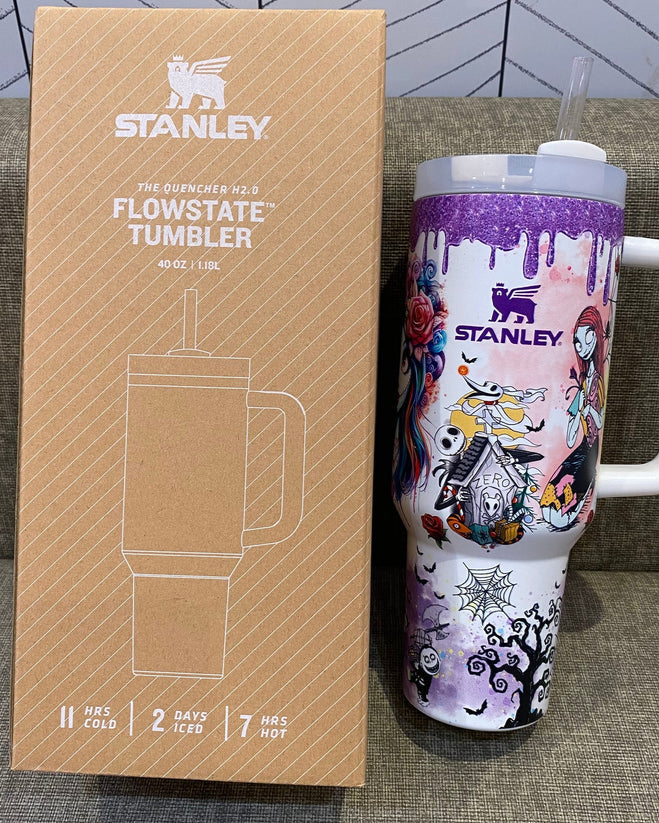 STANLEY®
THE QUENCHER H2.0
FLOWSTATE™
TUMBLER
40 OZ | 1.18L
11 HRS COLD | 2 DAYS ICED | 7 HRS HOT
STANLEY
ZERO